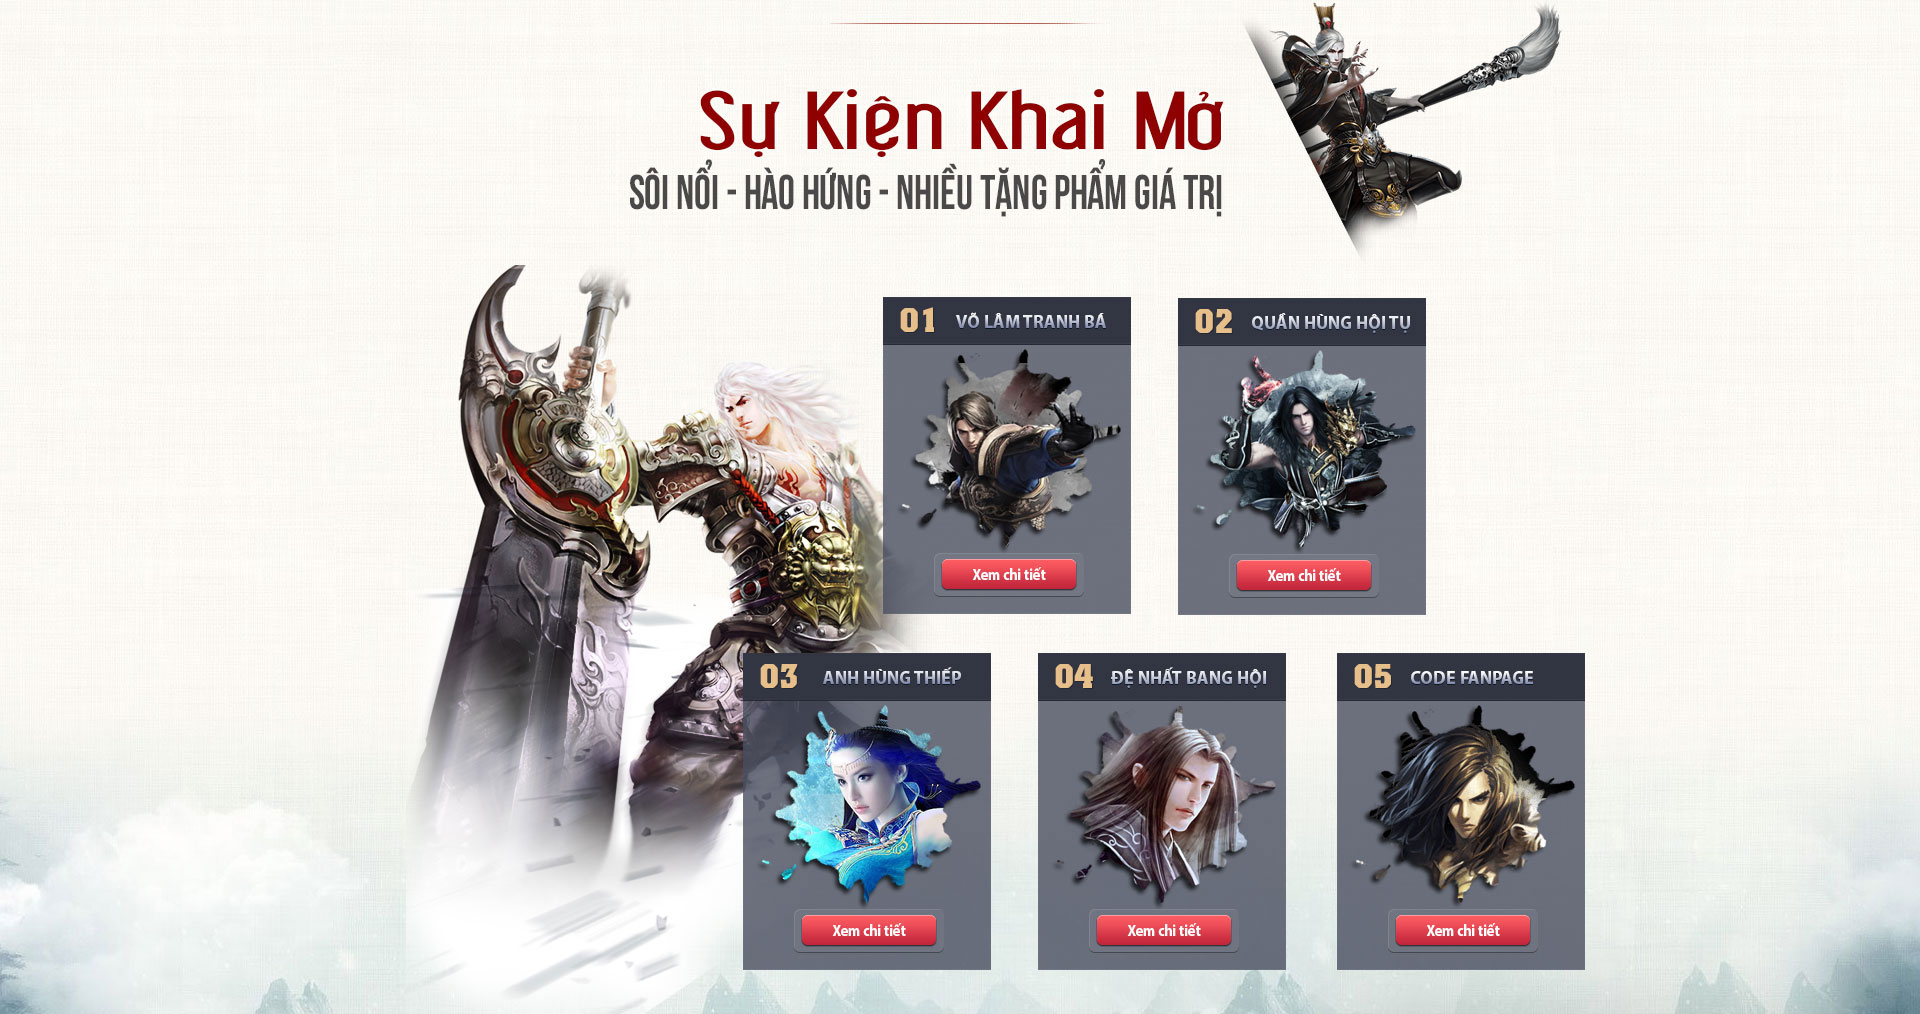 Sự Kiện Khai Mở
SÔI NỔI - HÀO HỨNG - NHIỀU TẶNG PHẨM GIÁ TRỊ
01 VÕ LÂM TRANH BÁ
Xem chi tiết
02 QUẦN HÙNG HỘI TỤ
Xem chi tiết
03 ANH HÙNG THIẾP
Xem chi tiết
04 ĐỆ NHẤT BANG HỘI
Xem chi tiết
05 CODE FANPAGE
Xem chi tiết